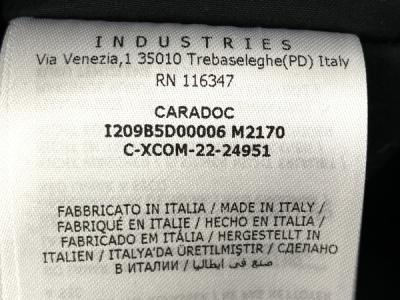 INDUSTRIES
Via Venezia,1 35010 Trebaseleghe(PD) Italy
RN 116347
CARADOC
I209B5D00006 M2170
C-XCOM-22-24951
FABBRICATO IN ITALIA / MADE IN ITALY /
FABRIQUÉ EN ITALIE / HECHO EN ITALIA /
FABRICADO EM ITÁLIA / HERGESTELLT IN
ITALIEN / ITALYA'DA ÜRETILMIŞTIR / СДЕЛАНО
В ИТАЛИИ / صنع في ايطاليا /